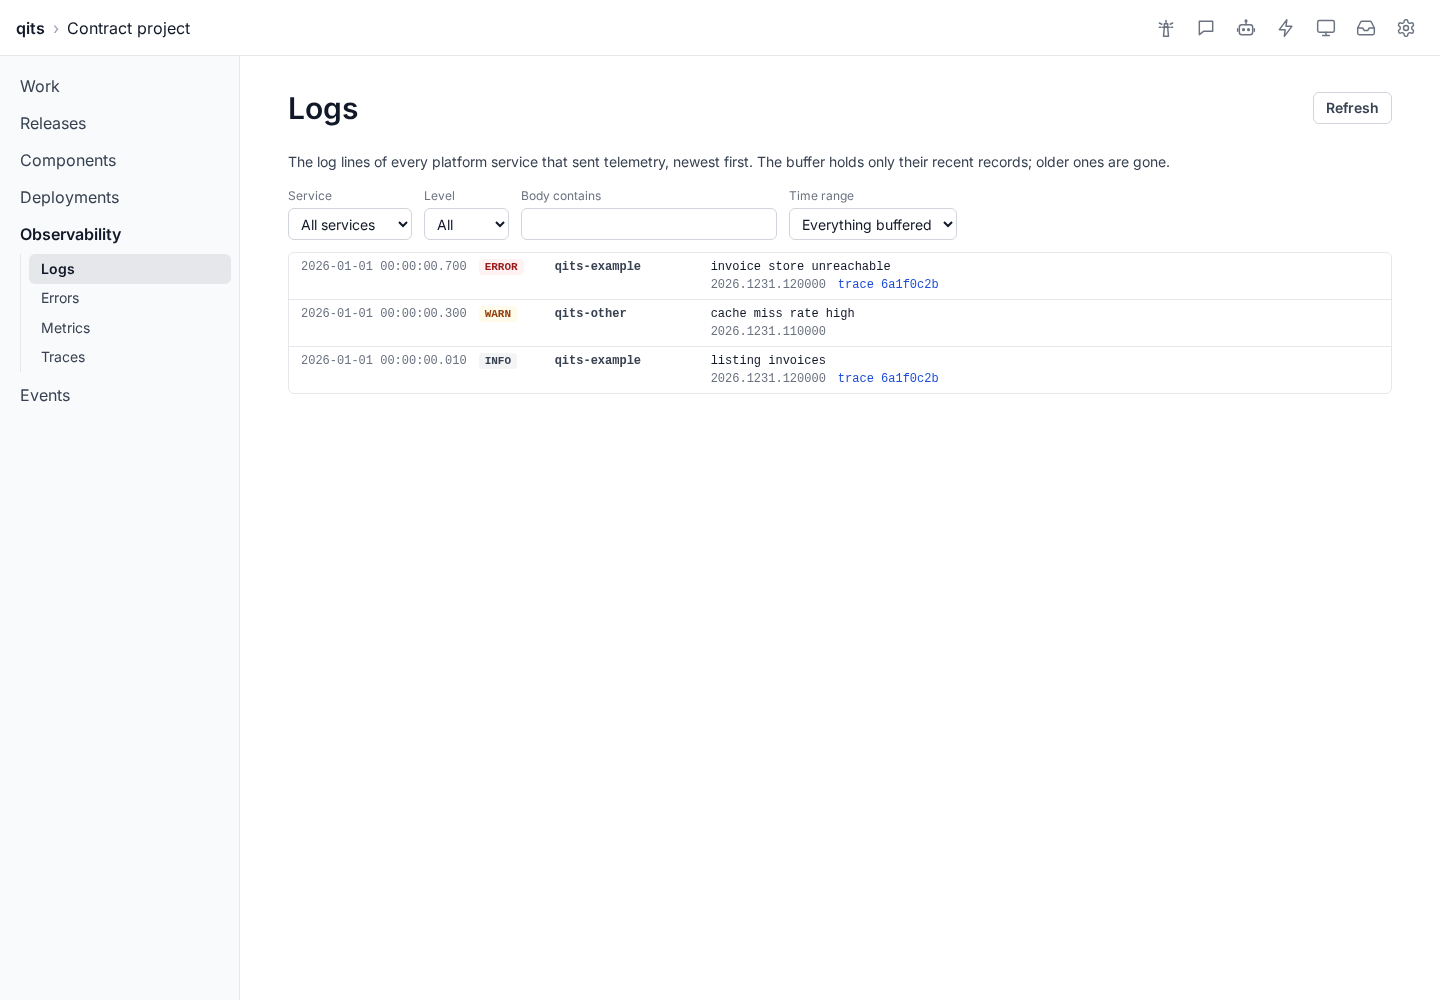 qits › Contract project
Work
Releases
Components
Deployments
Observability
Logs
Errors
Metrics
Traces
Events
Logs
Refresh
The log lines of every platform service that sent telemetry, newest first. The buffer holds only their recent records; older ones are gone.
Service Level Body contains Time range
All services All Everything buffered
2026-01-01 00:00:00.700 ERROR qits-example invoice store unreachable
2026.1231.120000 trace 6a1f0c2b
2026-01-01 00:00:00.300 WARN qits-other cache miss rate high
2026.1231.110000
2026-01-01 00:00:00.010 INFO qits-example listing invoices
2026.1231.120000 trace 6a1f0c2b